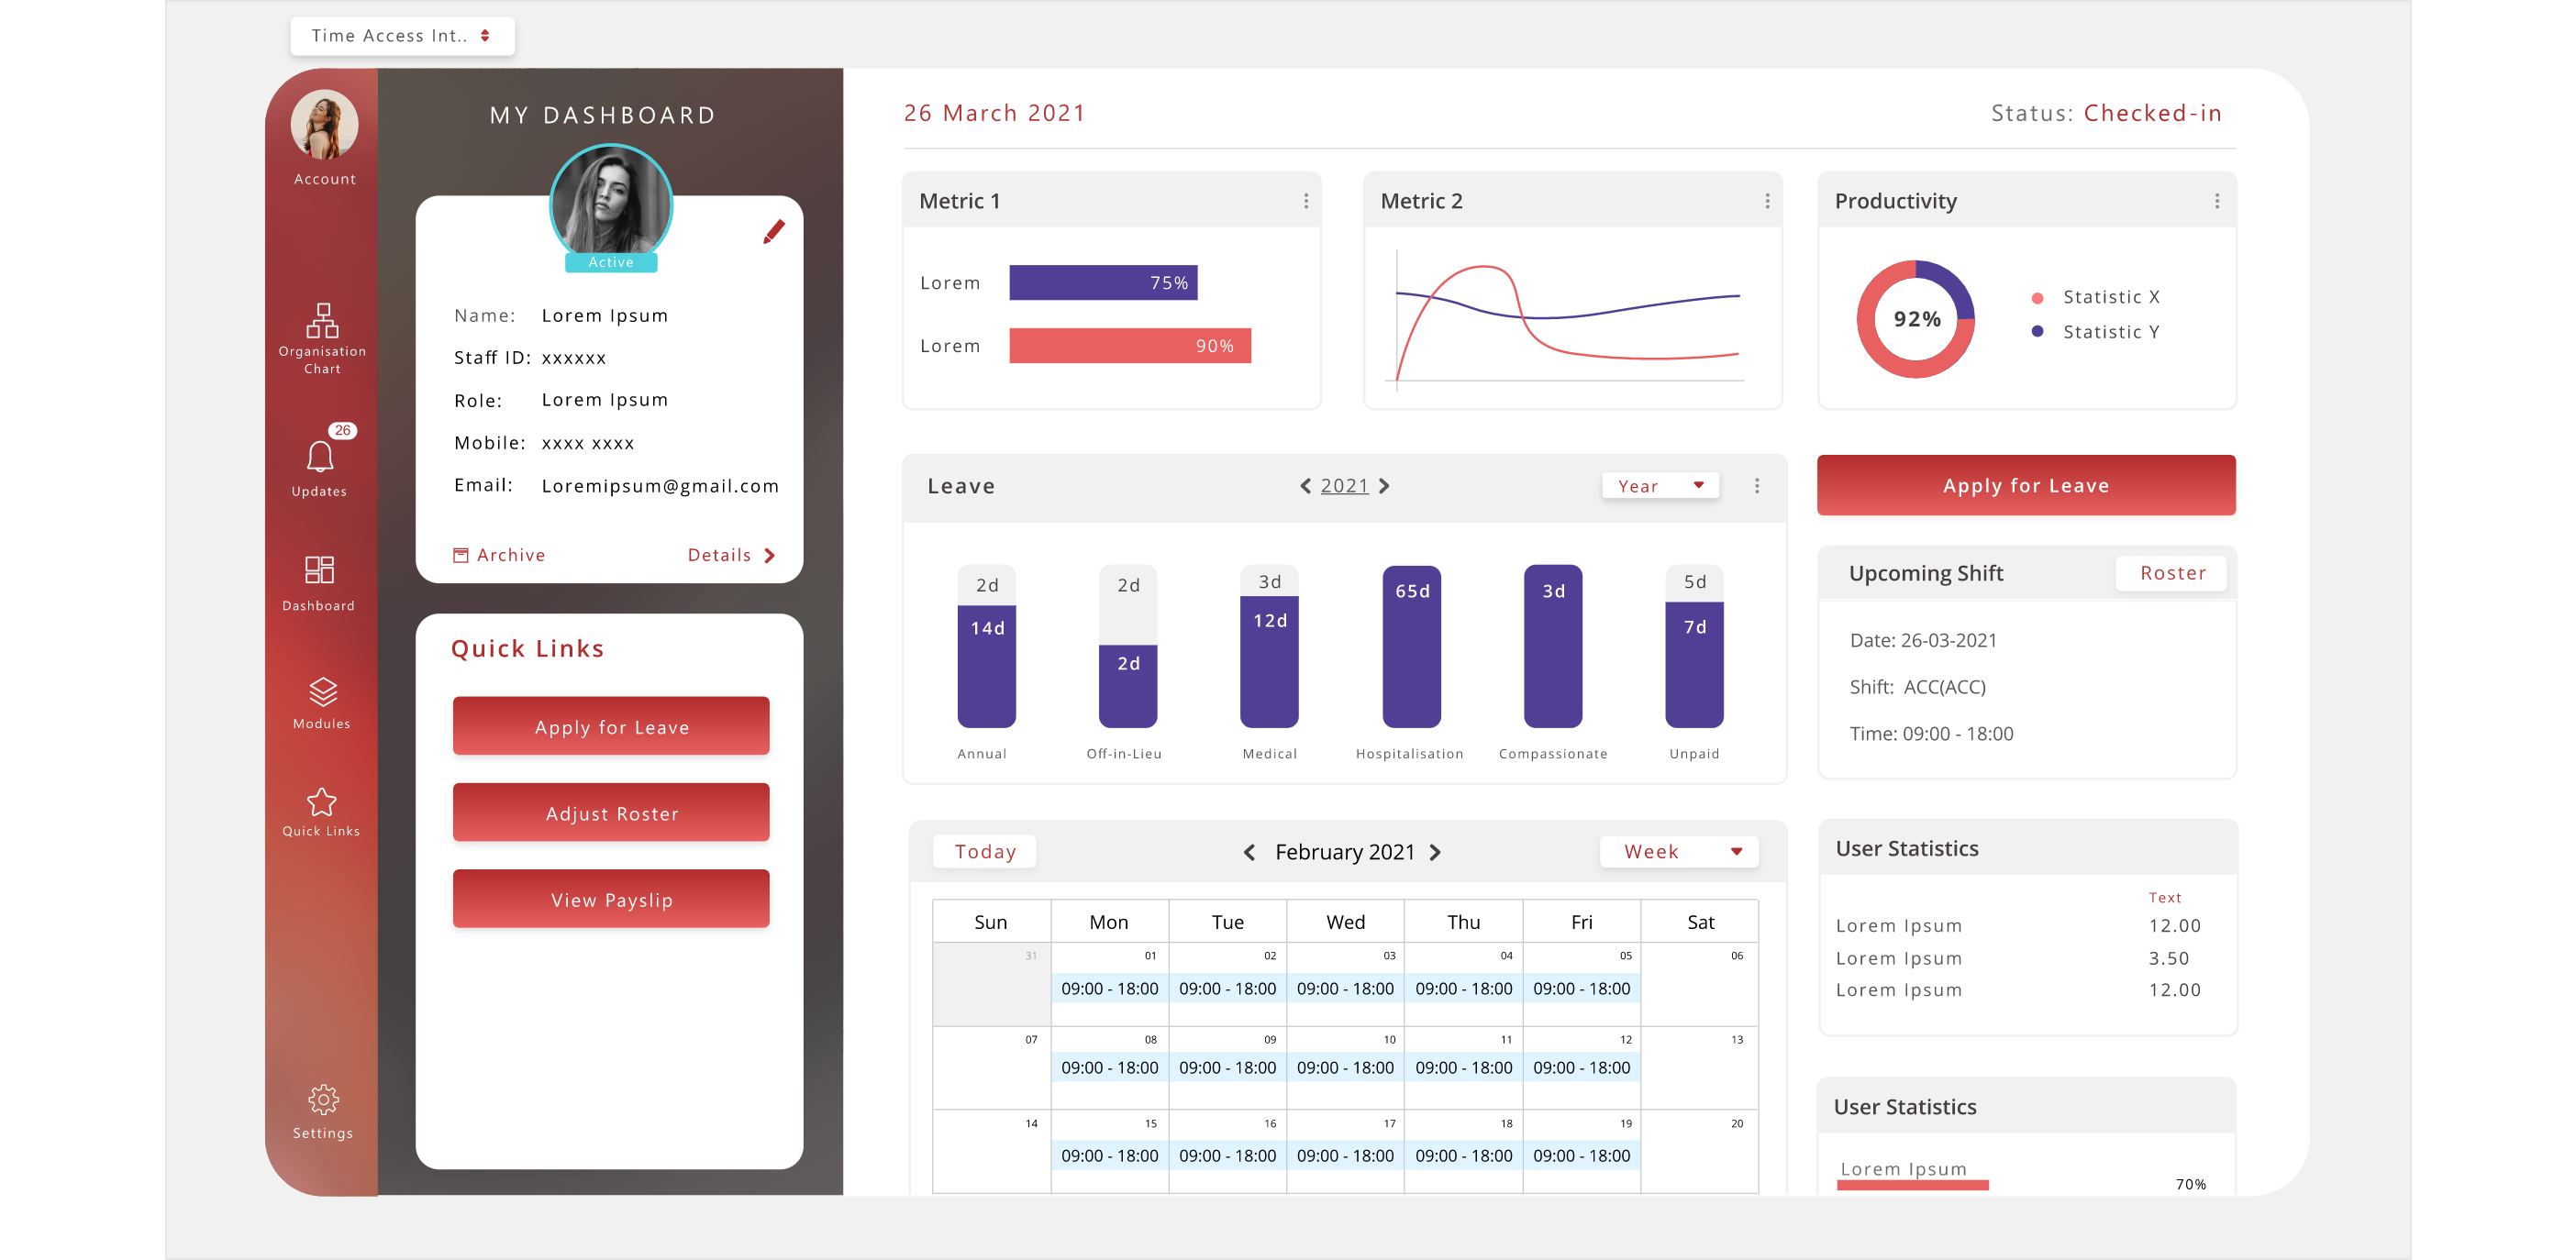 Time Access Int..
Account
Organisation
Chart
26
Updates
Dashboard
Modules
Quick Links
Settings
MY DASHBOARD
Active
Name: Lorem Ipsum
Staff ID: xxxxxx
Role: Lorem Ipsum
Mobile: xxxx xxxx
Email: Loremipsum@gmail.com
Archive Details
Quick Links
Apply for Leave
Adjust Roster
View Payslip
26 March 2021 Status: Checked-in
Metric 1
Lorem 75%
Lorem 90%
Metric 2
Productivity
92%
Statistic X
Statistic Y
Leave 2021 Year
2d 2d 3d 65d 3d 5d
14d 2d 12d 7d
Annual Off-in-Lieu Medical Hospitalisation Compassionate Unpaid
Apply for Leave
Upcoming Shift Roster
Date: 26-03-2021
Shift: ACC(ACC)
Time: 09:00 - 18:00
Today February 2021 Week
Sun Mon Tue Wed Thu Fri Sat
31 01 02 03 04 05 06
09:00 - 18:00 09:00 - 18:00 09:00 - 18:00 09:00 - 18:00 09:00 - 18:00
07 08 09 10 11 12 13
09:00 - 18:00 09:00 - 18:00 09:00 - 18:00 09:00 - 18:00 09:00 - 18:00
14 15 16 17 18 19 20
09:00 - 18:00 09:00 - 18:00 09:00 - 18:00 09:00 - 18:00 09:00 - 18:00
User Statistics
Text
Lorem Ipsum 12.00
Lorem Ipsum 3.50
Lorem Ipsum 12.00
User Statistics
Lorem Ipsum
70%